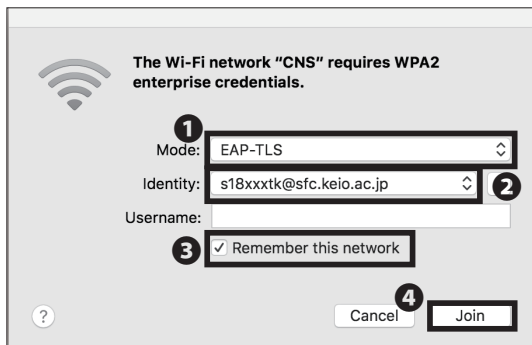 The Wi-Fi network “CNS” requires WPA2
enterprise credentials.
1
Mode: EAP-TLS
Identity: s18xxxtk@sfc.keio.ac.jp 2
Username:
3 Remember this network
4
? Cancel Join